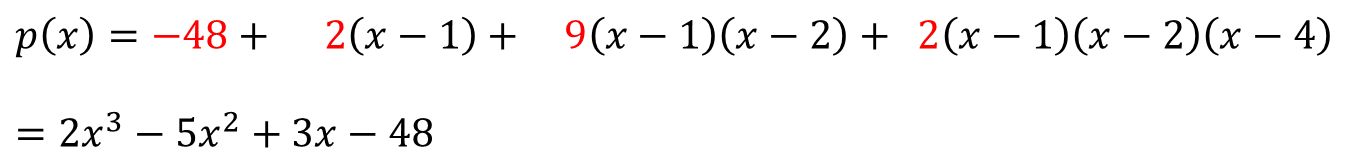 p(x) = −48 + 2(x − 1) + 9(x − 1)(x − 2) + 2(x − 1)(x − 2)(x − 4)
= 2x³ − 5x² + 3x − 48